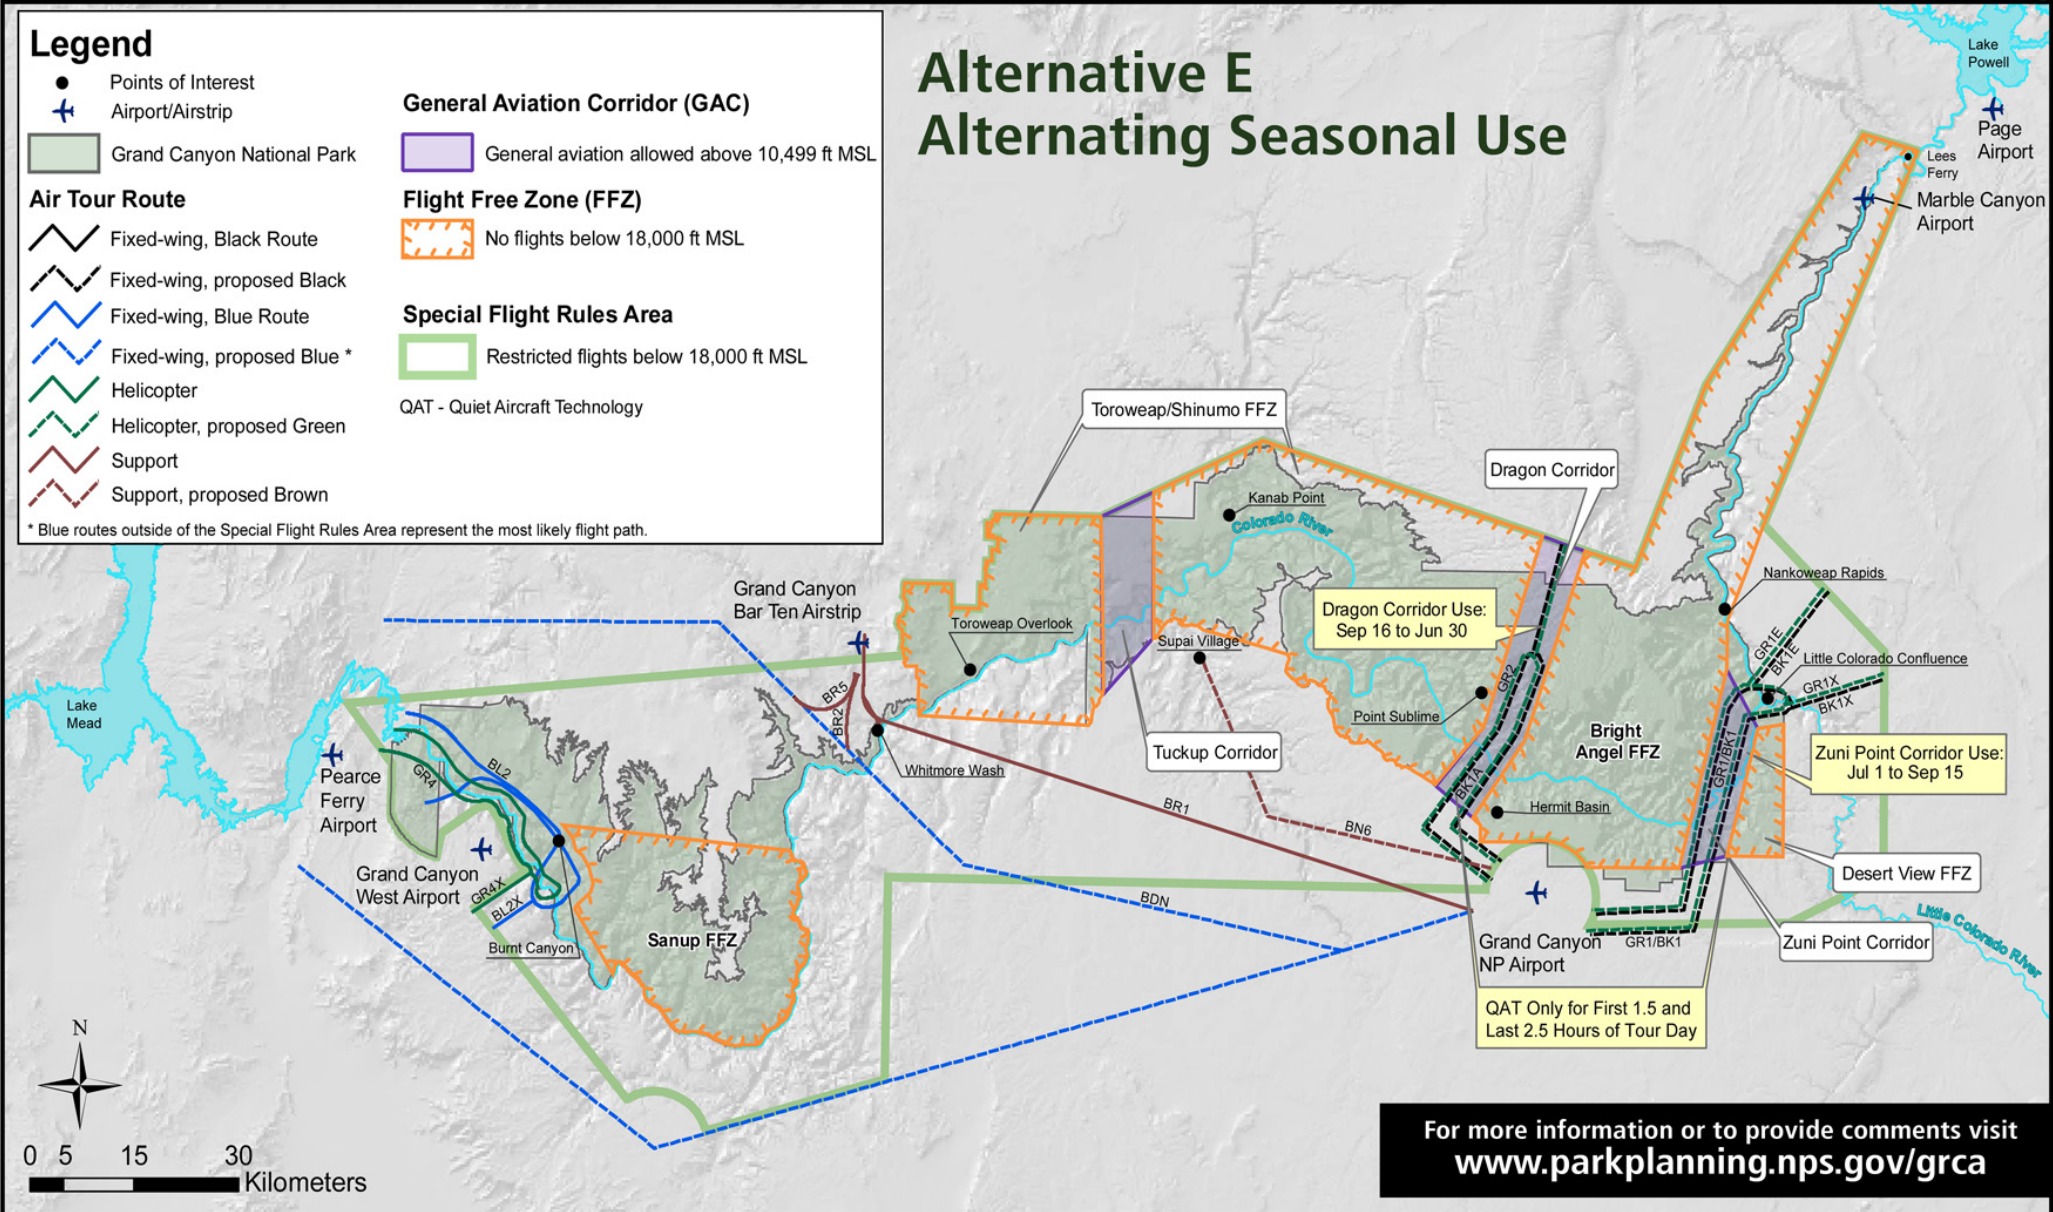 Legend
Points of Interest
Airport/Airstrip
Grand Canyon National Park
Air Tour Route
Fixed-wing, Black Route
Fixed-wing, proposed Black
Fixed-wing, Blue Route
Fixed-wing, proposed Blue *
Helicopter
Helicopter, proposed Green
Support
Support, proposed Brown
General Aviation Corridor (GAC)
General aviation allowed above 10,499 ft MSL
Flight Free Zone (FFZ)
No flights below 18,000 ft MSL
Special Flight Rules Area
Restricted flights below 18,000 ft MSL
QAT - Quiet Aircraft Technology
* Blue routes outside of the Special Flight Rules Area represent the most likely flight path.
Alternative E
Alternating Seasonal Use
Lake
Powell
Page
Airport
Lees
Ferry
Marble Canyon
Airport
Toroweap/Shinumo FFZ
Dragon Corridor
Kanab Point
Colorado River
Nankoweap Rapids
Grand Canyon
Bar Ten Airstrip
Toroweap Overlook
Supai Village
Dragon Corridor Use:
Sep 16 to Jun 30
GR1E
BK1E
Little Colorado Confluence
GR1X
BK1X
GR2
Point Sublime
Bright
Angel FFZ
Lake
Mead
BR5
BR2
Whitmore Wash
Tuckup Corridor
Zuni Point Corridor Use:
Jul 1 to Sep 15
GR1/BK1
BK1A
Hermit Basin
Pearce
Ferry
Airport
BL2
GR4
BR1
BN6
Grand Canyon
West Airport
GR4X
BL2X
Burnt Canyon
Sanup FFZ
BDN
Desert View FFZ
Little Colorado River
Zuni Point Corridor
Grand Canyon
NP Airport
GR1/BK1
QAT Only for First 1.5 and
Last 2.5 Hours of Tour Day
N
0 5 15 30
Kilometers
For more information or to provide comments visit
www.parkplanning.nps.gov/grca